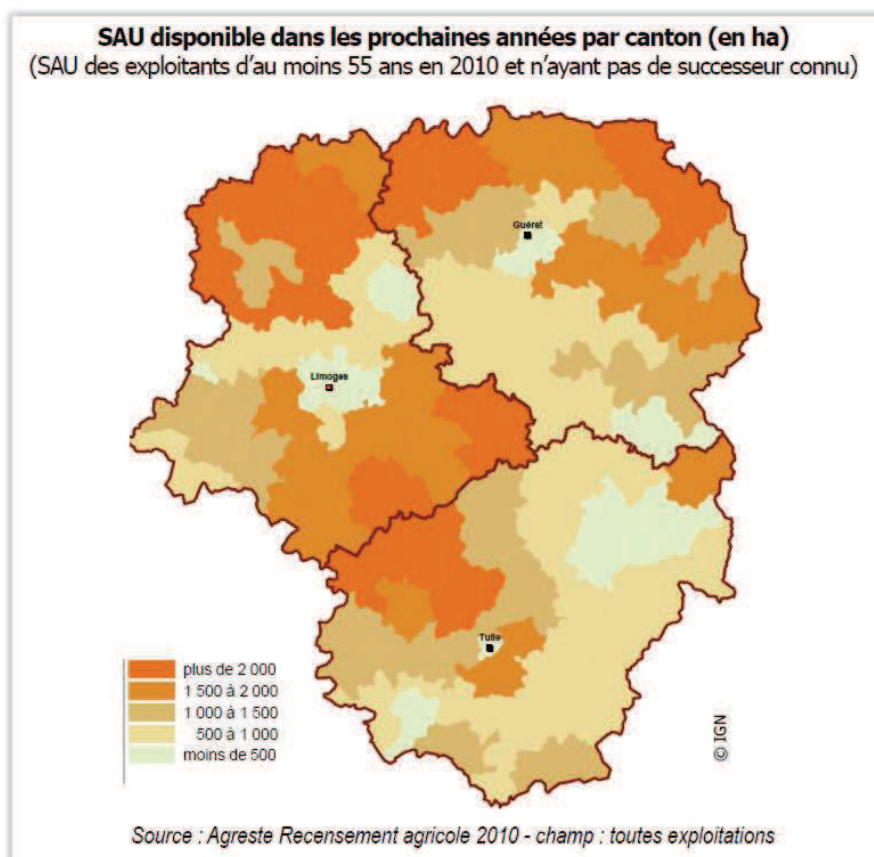 SAU disponible dans les prochaines années par canton (en ha)
(SAU des exploitants d'au moins 55 ans en 2010 et n'ayant pas de successeur connu)
Guéret
Limoges
Tulle
plus de 2 000
1 500 à 2 000
1 000 à 1 500
500 à 1 000
moins de 500
© IGN
Source : Agreste Recensement agricole 2010 - champ : toutes exploitations